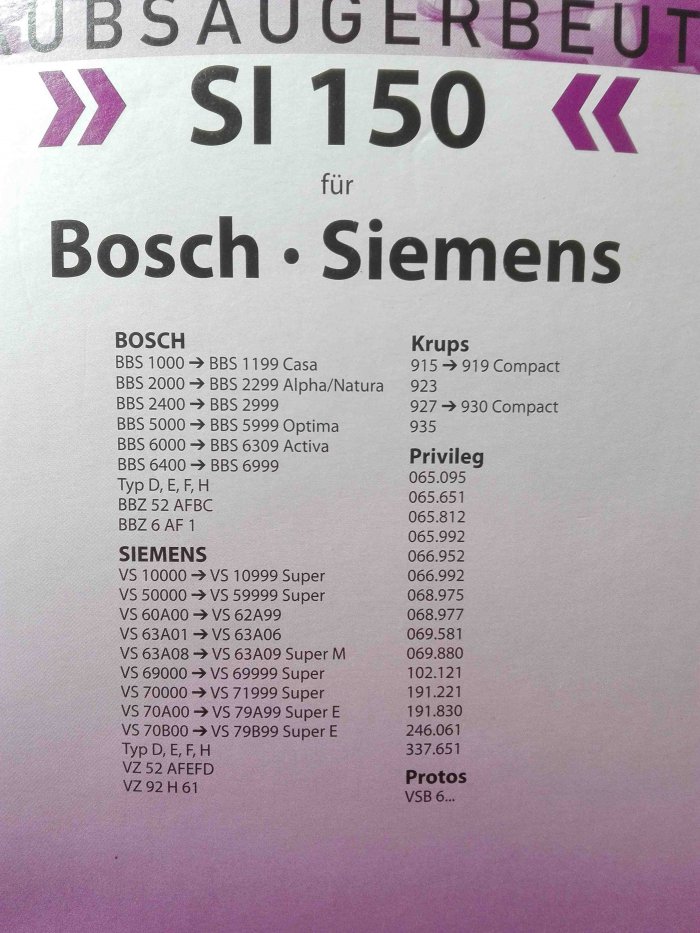 UBSAUGERBEUT
SI 150
für
Bosch · Siemens
BOSCH
BBS 1000 ➔ BBS 1199 Casa
BBS 2000 ➔ BBS 2299 Alpha/Natura
BBS 2400 ➔ BBS 2999
BBS 5000 ➔ BBS 5999 Optima
BBS 6000 ➔ BBS 6309 Activa
BBS 6400 ➔ BBS 6999
Typ D, E, F, H
BBZ 52 AFBC
BBZ 6 AF 1
SIEMENS
VS 10000 ➔ VS 10999 Super
VS 50000 ➔ VS 59999 Super
VS 60A00 ➔ VS 62A99
VS 63A01 ➔ VS 63A06
VS 63A08 ➔ VS 63A09 Super M
VS 69000 ➔ VS 69999 Super
VS 70000 ➔ VS 71999 Super
VS 70A00 ➔ VS 79A99 Super E
VS 70B00 ➔ VS 79B99 Super E
Typ D, E, F, H
VZ 52 AFEFD
VZ 92 H 61
Krups
915 ➔ 919 Compact
923
927 ➔ 930 Compact
935
Privileg
065.095
065.651
065.812
065.992
066.952
066.992
068.975
068.977
069.581
069.880
102.121
191.221
191.830
246.061
337.651
Protos
VSB 6...